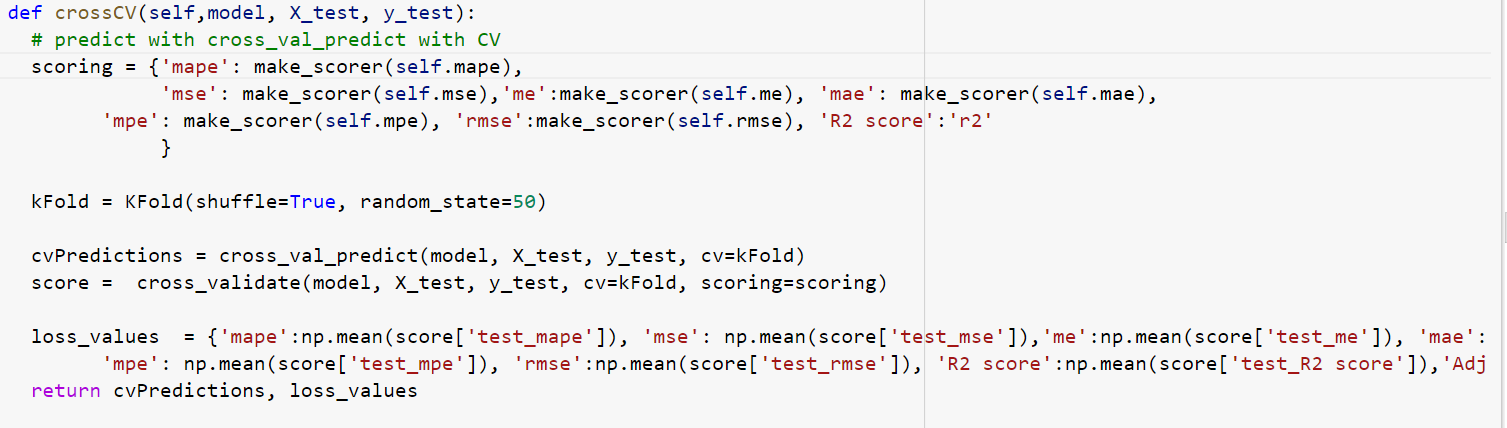 def crossCV(self,model, X_test, y_test):
# predict with cross_val_predict with CV
scoring = {'mape': make_scorer(self.mape),
'mse': make_scorer(self.mse),'me':make_scorer(self.me), 'mae': make_scorer(self.mae),
'mpe': make_scorer(self.mpe), 'rmse':make_scorer(self.rmse), 'R2 score':'r2'
}
kFold = KFold(shuffle=True, random_state=50)
cvPredictions = cross_val_predict(model, X_test, y_test, cv=kFold)
score =  cross_validate(model, X_test, y_test, cv=kFold, scoring=scoring)
loss_values  = {'mape':np.mean(score['test_mape']), 'mse': np.mean(score['test_mse']),'me':np.mean(score['test_me']), 'mae':
'mpe': np.mean(score['test_mpe']), 'rmse':np.mean(score['test_rmse']), 'R2 score':np.mean(score['test_R2 score']),'Adj
return cvPredictions, loss_values